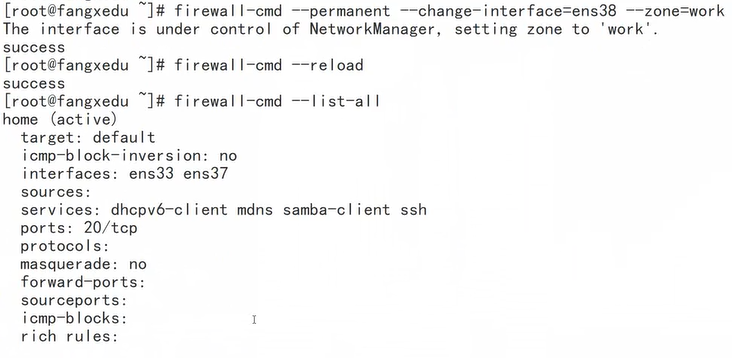 [root@fangxedu ~]# firewall-cmd --permanent --change-interface=ens38 --zone=work
The interface is under control of NetworkManager, setting zone to 'work'.
success
[root@fangxedu ~]# firewall-cmd --reload
success
[root@fangxedu ~]# firewall-cmd --list-all
home (active)
  target: default
  icmp-block-inversion: no
  interfaces: ens33 ens37
  sources:
  services: dhcpv6-client mdns samba-client ssh
  ports: 20/tcp
  protocols:
  masquerade: no
  forward-ports:
  sourceports:
  icmp-blocks:
  rich rules: